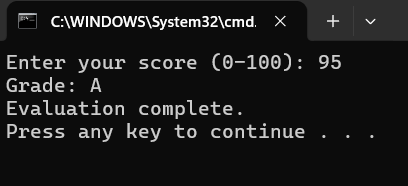 C:\WINDOWS\System32\cmd.
Enter your score (0-100): 95
Grade: A
Evaluation complete.
Press any key to continue . . .